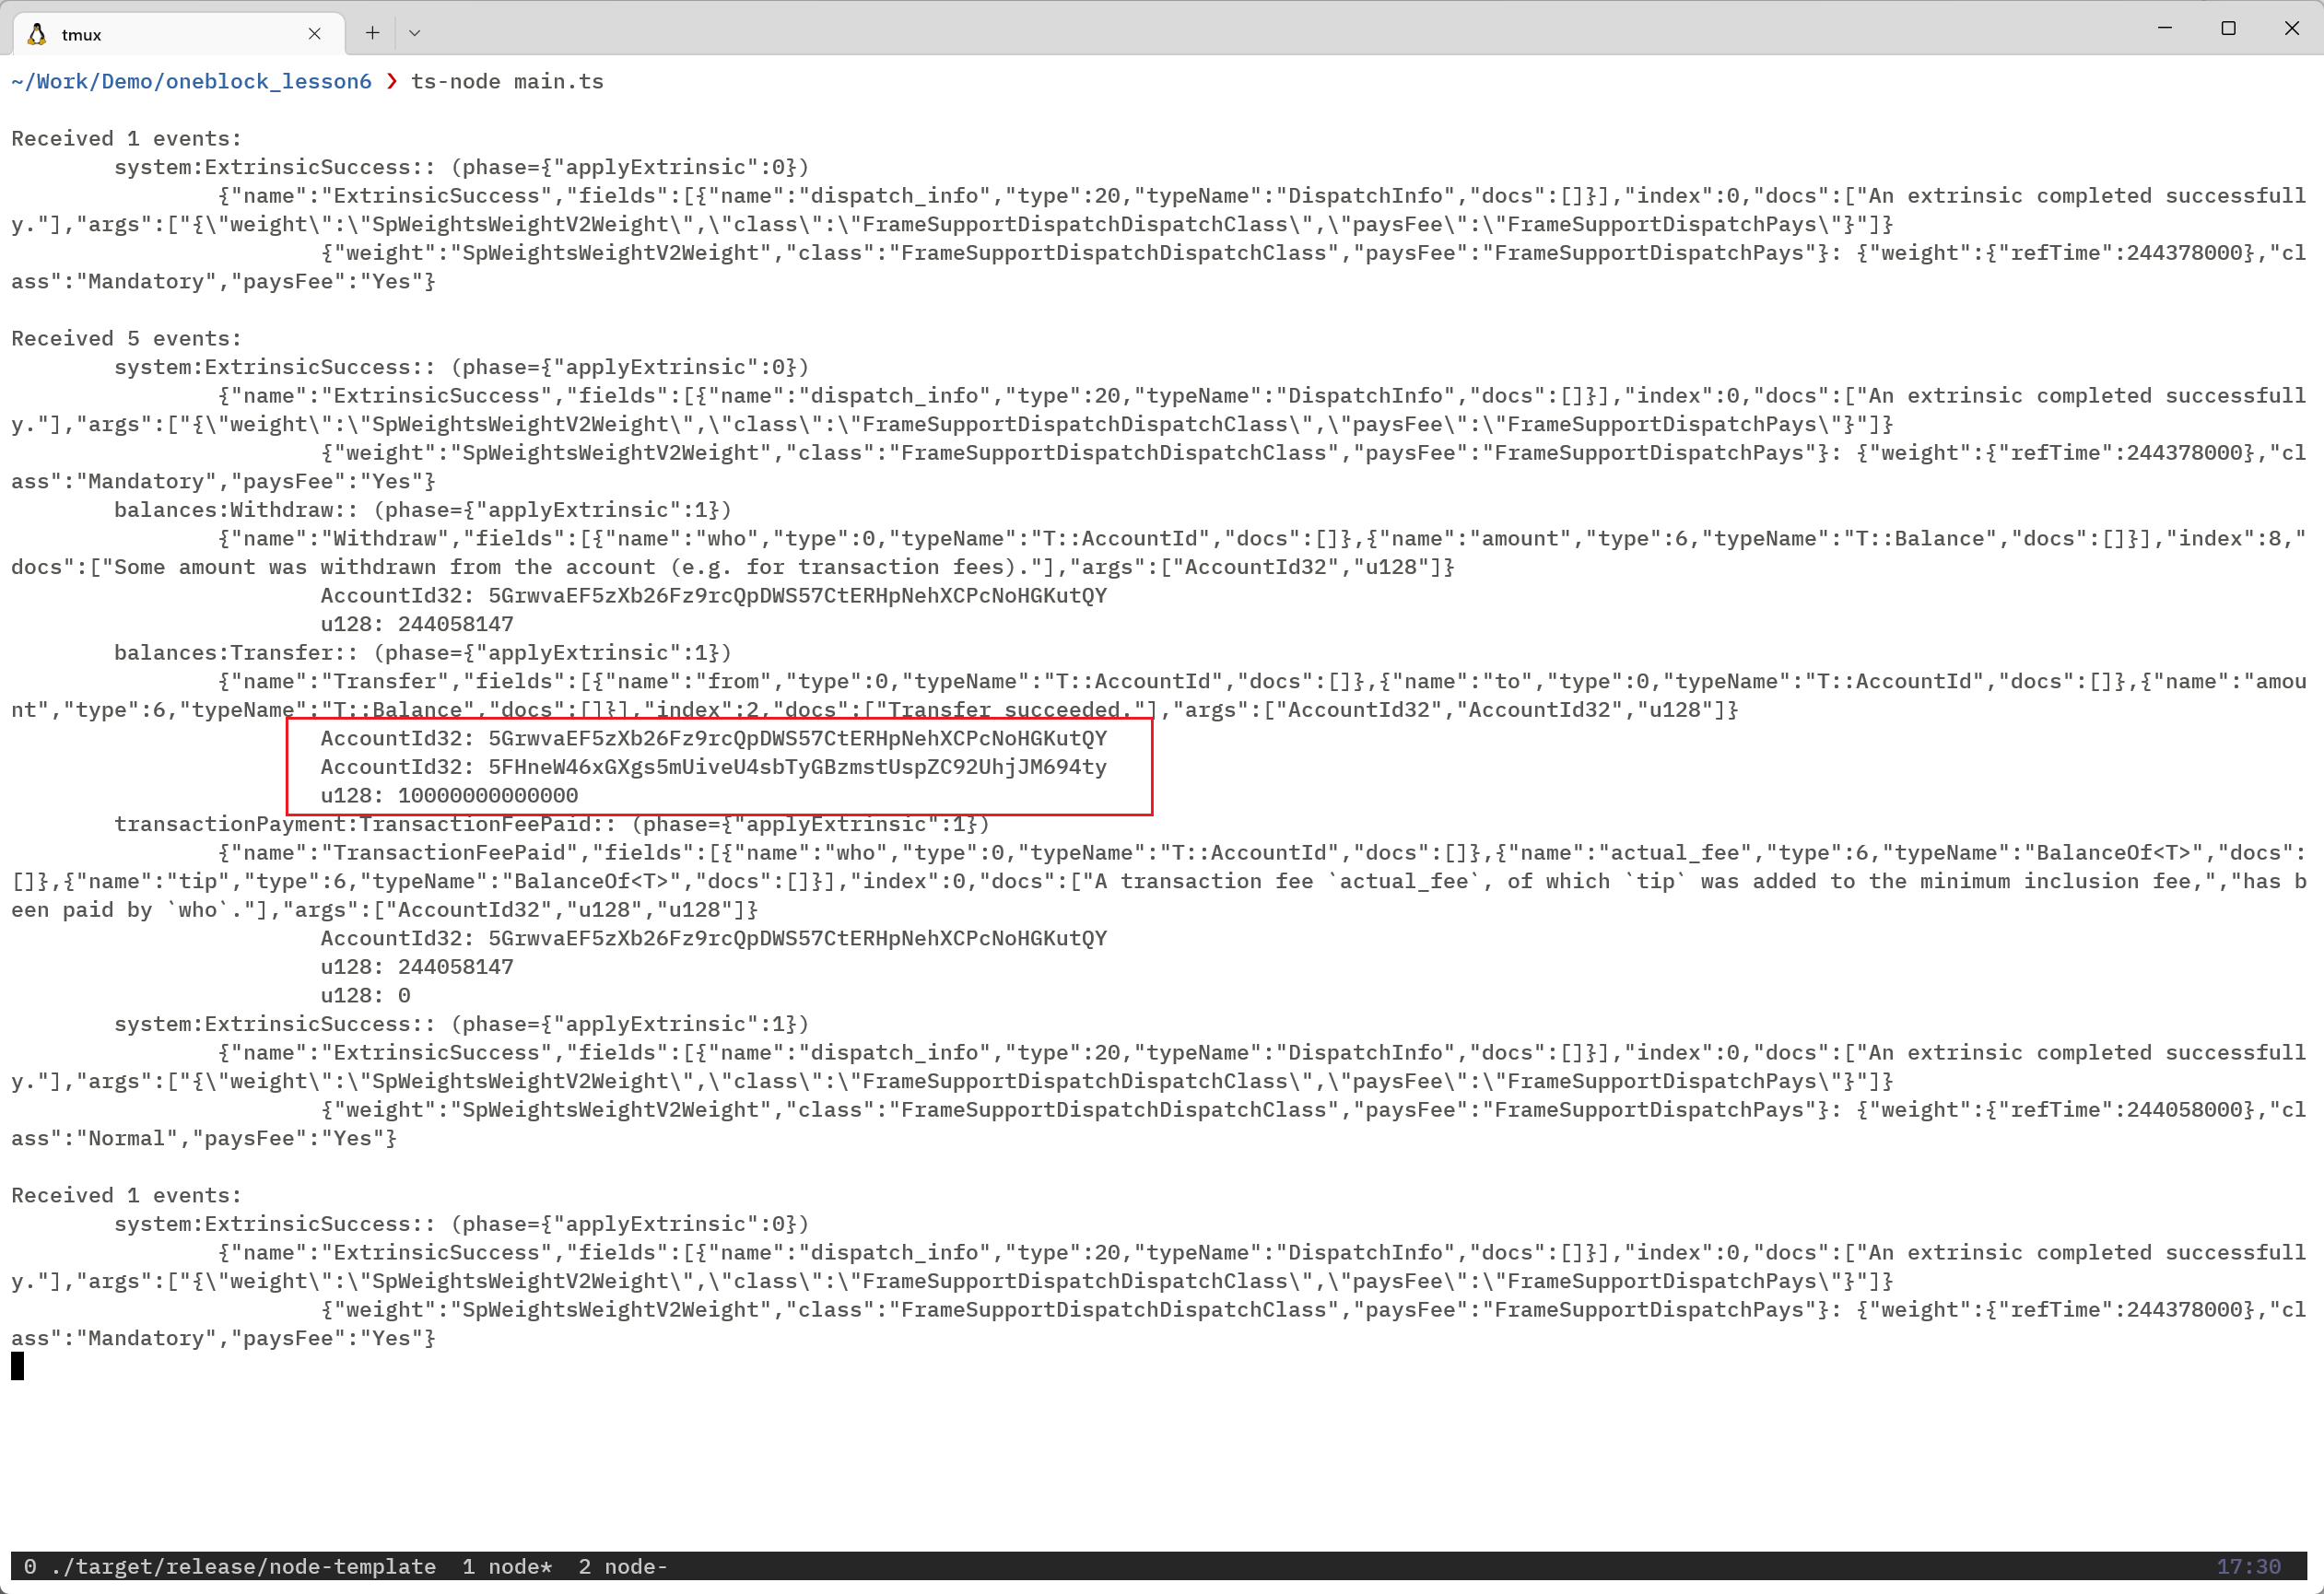 tmux
~/Work/Demo/oneblock_lesson6 ❯ ts-node main.ts
Received 1 events:
system:ExtrinsicSuccess:: (phase={"applyExtrinsic":0})
{"name":"ExtrinsicSuccess","fields":[{"name":"dispatch_info","type":20,"typeName":"DispatchInfo","docs":[]}],"index":0,"docs":["An extrinsic completed successfull
y."],"args":["{\"weight\":\"SpWeightsWeightV2Weight\",\"class\":\"FrameSupportDispatchDispatchClass\",\"paysFee\":\"FrameSupportDispatchPays\"}"]}
{"weight":"SpWeightsWeightV2Weight","class":"FrameSupportDispatchDispatchClass","paysFee":"FrameSupportDispatchPays"}: {"weight":{"refTime":244378000},"cl
ass":"Mandatory","paysFee":"Yes"}
Received 5 events:
system:ExtrinsicSuccess:: (phase={"applyExtrinsic":0})
{"name":"ExtrinsicSuccess","fields":[{"name":"dispatch_info","type":20,"typeName":"DispatchInfo","docs":[]}],"index":0,"docs":["An extrinsic completed successfull
y."],"args":["{\"weight\":\"SpWeightsWeightV2Weight\",\"class\":\"FrameSupportDispatchDispatchClass\",\"paysFee\":\"FrameSupportDispatchPays\"}"]}
{"weight":"SpWeightsWeightV2Weight","class":"FrameSupportDispatchDispatchClass","paysFee":"FrameSupportDispatchPays"}: {"weight":{"refTime":244378000},"cl
ass":"Mandatory","paysFee":"Yes"}
balances:Withdraw:: (phase={"applyExtrinsic":1})
{"name":"Withdraw","fields":[{"name":"who","type":0,"typeName":"T::AccountId","docs":[]},{"name":"amount","type":6,"typeName":"T::Balance","docs":[]}],"index":8,"
docs":["Some amount was withdrawn from the account (e.g. for transaction fees)."],"args":["AccountId32","u128"]}
AccountId32: 5GrwvaEF5zXb26Fz9rcQpDWS57CtERHpNehXCPcNoHGKutQY
u128: 244058147
balances:Transfer:: (phase={"applyExtrinsic":1})
{"name":"Transfer","fields":[{"name":"from","type":0,"typeName":"T::AccountId","docs":[]},{"name":"to","type":0,"typeName":"T::AccountId","docs":[]},{"name":"amou
nt","type":6,"typeName":"T::Balance","docs":[]}],"index":2,"docs":["Transfer succeeded."],"args":["AccountId32","AccountId32","u128"]}
AccountId32: 5GrwvaEF5zXb26Fz9rcQpDWS57CtERHpNehXCPcNoHGKutQY
AccountId32: 5FHneW46xGXgs5mUiveU4sbTyGBzmstUspZC92UhjJM694ty
u128: 10000000000000
transactionPayment:TransactionFeePaid:: (phase={"applyExtrinsic":1})
{"name":"TransactionFeePaid","fields":[{"name":"who","type":0,"typeName":"T::AccountId","docs":[]},{"name":"actual_fee","type":6,"typeName":"BalanceOf<T>","docs":
[]},{"name":"tip","type":6,"typeName":"BalanceOf<T>","docs":[]}],"index":0,"docs":["A transaction fee `actual_fee`, of which `tip` was added to the minimum inclusion fee,","has b
een paid by `who`."],"args":["AccountId32","u128","u128"]}
AccountId32: 5GrwvaEF5zXb26Fz9rcQpDWS57CtERHpNehXCPcNoHGKutQY
u128: 244058147
u128: 0
system:ExtrinsicSuccess:: (phase={"applyExtrinsic":1})
{"name":"ExtrinsicSuccess","fields":[{"name":"dispatch_info","type":20,"typeName":"DispatchInfo","docs":[]}],"index":0,"docs":["An extrinsic completed successfull
y."],"args":["{\"weight\":\"SpWeightsWeightV2Weight\",\"class\":\"FrameSupportDispatchDispatchClass\",\"paysFee\":\"FrameSupportDispatchPays\"}"]}
{"weight":"SpWeightsWeightV2Weight","class":"FrameSupportDispatchDispatchClass","paysFee":"FrameSupportDispatchPays"}: {"weight":{"refTime":244058000},"cl
ass":"Normal","paysFee":"Yes"}
Received 1 events:
system:ExtrinsicSuccess:: (phase={"applyExtrinsic":0})
{"name":"ExtrinsicSuccess","fields":[{"name":"dispatch_info","type":20,"typeName":"DispatchInfo","docs":[]}],"index":0,"docs":["An extrinsic completed successfull
y."],"args":["{\"weight\":\"SpWeightsWeightV2Weight\",\"class\":\"FrameSupportDispatchDispatchClass\",\"paysFee\":\"FrameSupportDispatchPays\"}"]}
{"weight":"SpWeightsWeightV2Weight","class":"FrameSupportDispatchDispatchClass","paysFee":"FrameSupportDispatchPays"}: {"weight":{"refTime":244378000},"cl
ass":"Mandatory","paysFee":"Yes"}
0 ./target/release/node-template  1 node*  2 node-  17:30